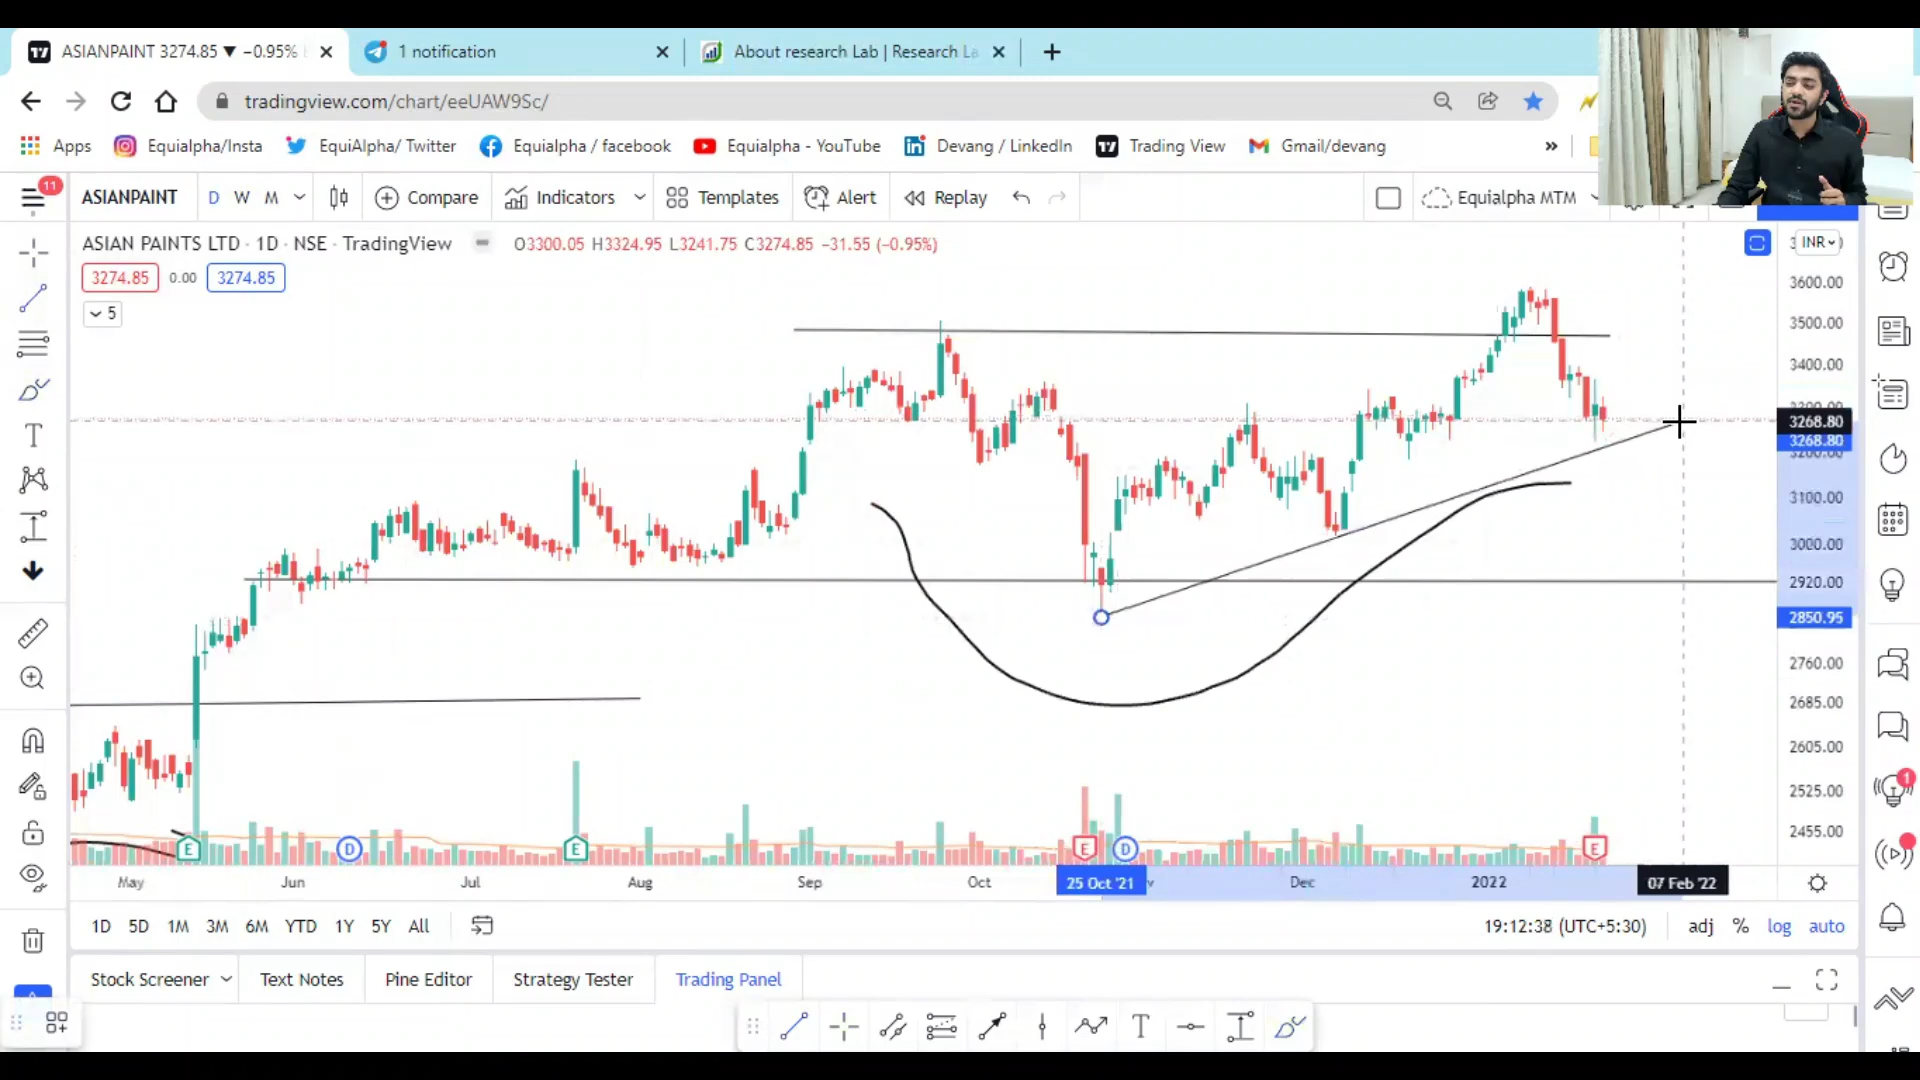 ASIANPAINT 3274.85 ▼ −0.95%
1 notification
About research Lab | Research La
tradingview.com/chart/eeUAW9Sc/
Apps
Equialpha/Insta
EquiAlpha/ Twitter
Equialpha / facebook
Equialpha - YouTube
Devang / LinkedIn
Trading View
Gmail/devang
11
ASIANPAINT
D W M
Compare
Indicators
Templates
Alert
Replay
Equialpha MTM
ASIAN PAINTS LTD · 1D · NSE · TradingView
O3300.05 H3324.95 L3241.75 C3274.85 −31.55 (−0.95%)
INR
3274.85 0.00 3274.85
5
3600.00
3500.00
3400.00
3268.80
3268.80
3100.00
3000.00
2920.00
2850.95
2760.00
2685.00
2605.00
2525.00
2455.00
E D E E D E
May Jun Jul Aug Sep Oct 25 Oct '21 Dec 2022 07 Feb '22
1D 5D 1M 3M 6M YTD 1Y 5Y All
19:12:38 (UTC+5:30)
adj % log auto
Stock Screener
Text Notes
Pine Editor
Strategy Tester
Trading Panel
1